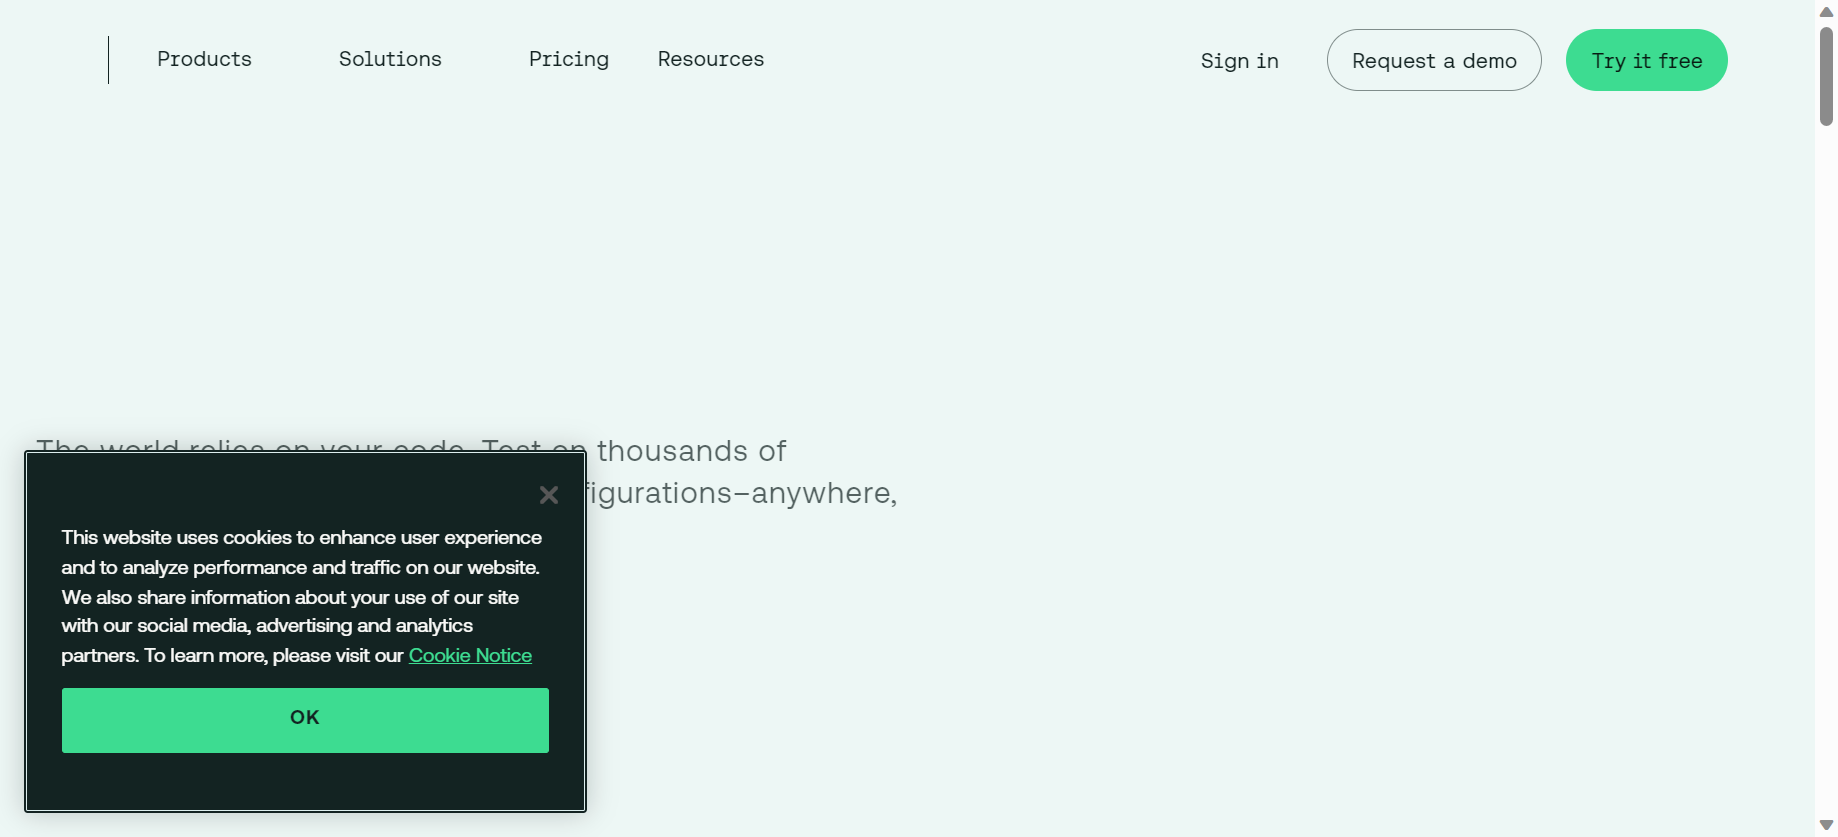 Products Solutions Pricing Resources Sign in Request a demo Try it free
The world relies on your code. Test on thousands of
figurations–anywhere,
This website uses cookies to enhance user experience
and to analyze performance and traffic on our website.
We also share information about your use of our site
with our social media, advertising and analytics
partners. To learn more, please visit our Cookie Notice
OK